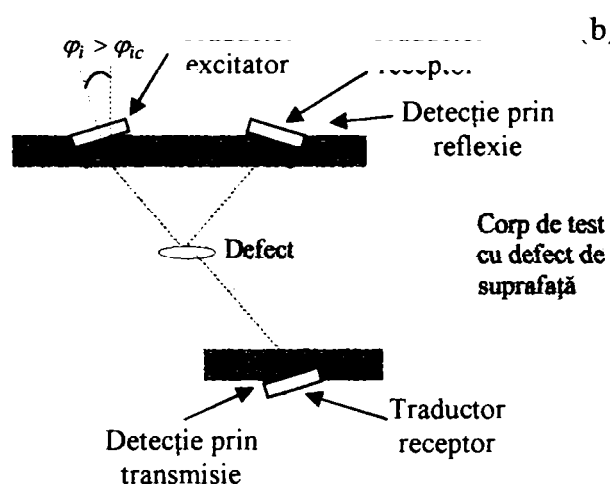 φᵢ > φᵢc
excitator
b
Detecție prin
reflexie
Defect
Corp de test
cu defect de
suprafață
Traductor
receptor
Detecție prin
transmisie